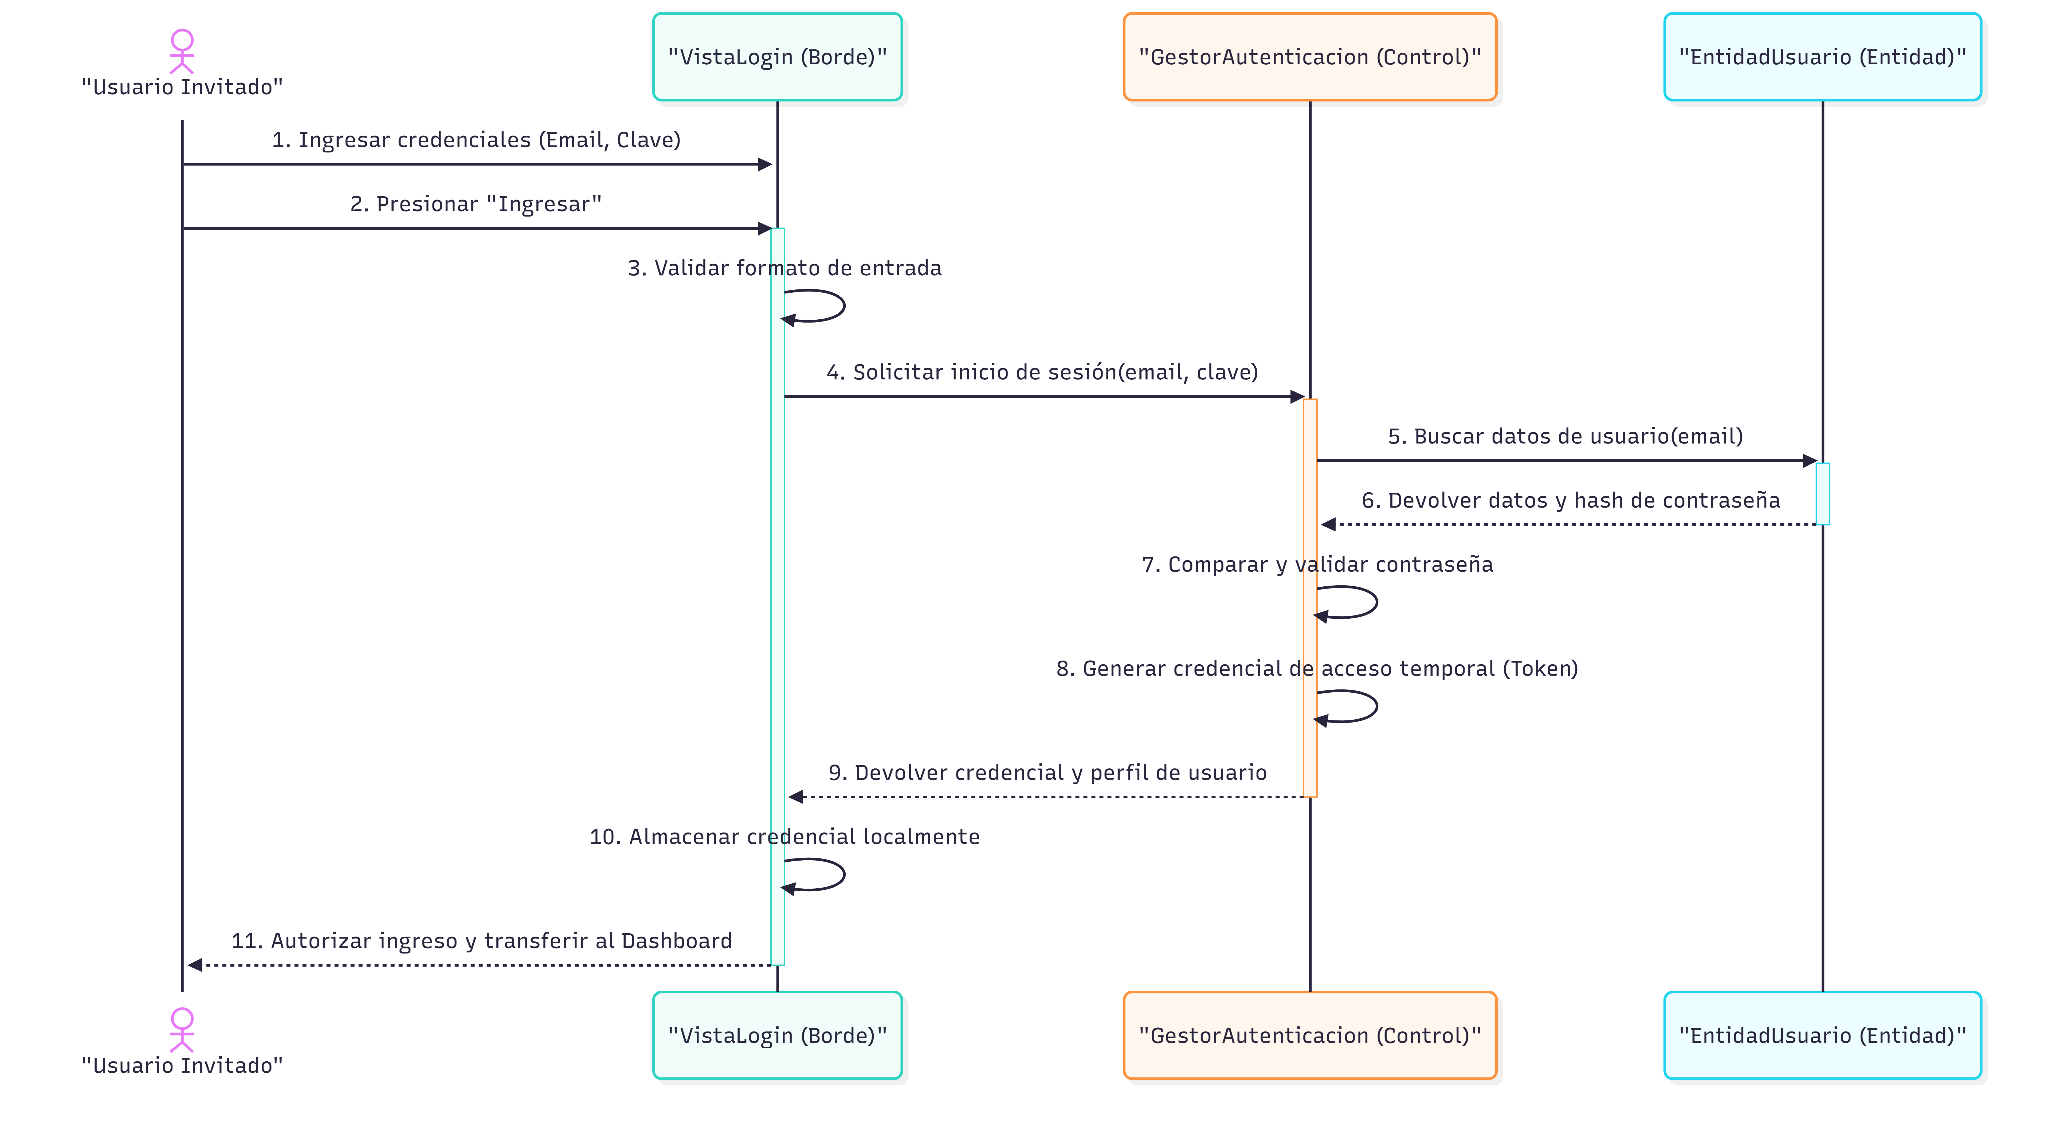 "Usuario Invitado"
"VistaLogin (Borde)"
"GestorAutenticacion (Control)"
"EntidadUsuario (Entidad)"
1. Ingresar credenciales (Email, Clave)
2. Presionar "Ingresar"
3. Validar formato de entrada
4. Solicitar inicio de sesión(email, clave)
5. Buscar datos de usuario(email)
6. Devolver datos y hash de contraseña
7. Comparar y validar contraseña
8. Generar credencial de acceso temporal (Token)
9. Devolver credencial y perfil de usuario
10. Almacenar credencial localmente
11. Autorizar ingreso y transferir al Dashboard
"Usuario Invitado"
"VistaLogin (Borde)"
"GestorAutenticacion (Control)"
"EntidadUsuario (Entidad)"